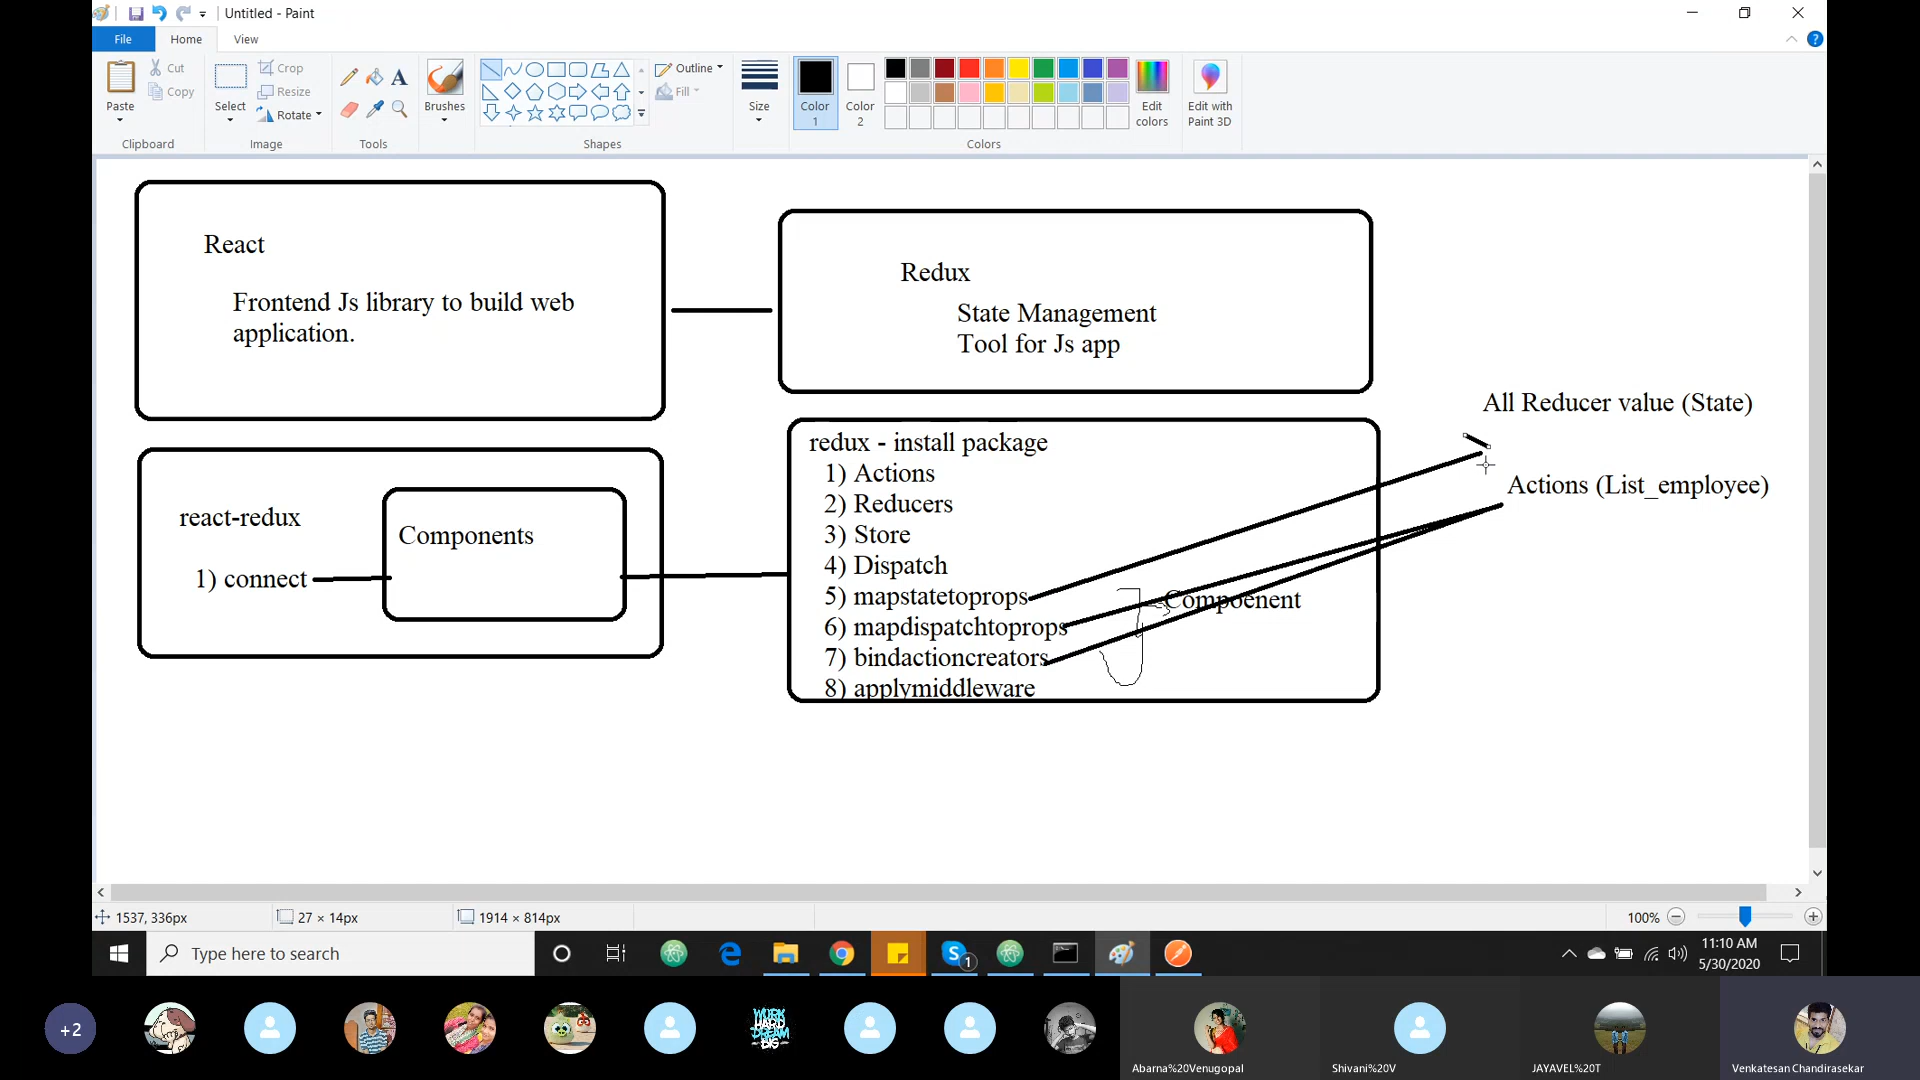 Untitled - Paint
File
Home
View
Paste
Cut
Copy
Clipboard
Select
Crop
Resize
Rotate
Image
Tools
Brushes
Shapes
Outline
Fill
Size
Color
1
Color
2
Edit
colors
Colors
Edit with
Paint 3D
React
Frontend Js library to build web
application.
Redux
State Management
Tool for Js app
react-redux
1) connect
Components
redux - install package
1) Actions
2) Reducers
3) Store
4) Dispatch
5) mapstatetoprops
6) mapdispatchtoprops
7) bindactioncreators
8) applymiddleware
Compoenent
All Reducer value (State)
Actions (List_employee)
1537, 336px
27 × 14px
1914 × 814px
100%
Type here to search
1
11:10 AM
5/30/2020
+2
WORK
HARD
DREAM
BIG
Abarna%20Venugopal
Shivani%20V
JAYAVEL%20T
Venkatesan Chandirasekar